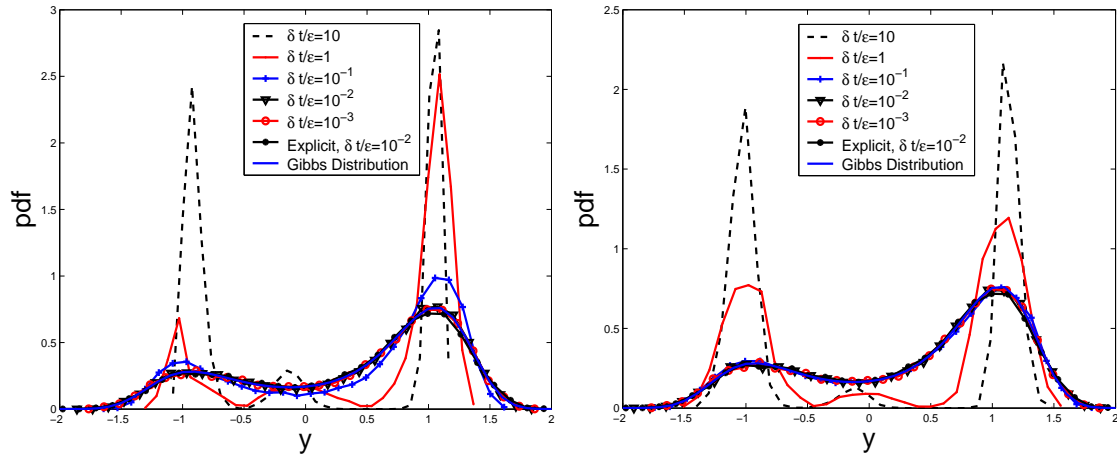 3
2.5
2
1.5
1
0.5
0
-2
-1.5
-1
-0.5
0
0.5
1
1.5
2
pdf
y
δ t/ε=10
δ t/ε=1
δ t/ε=10⁻¹
δ t/ε=10⁻²
δ t/ε=10⁻³
Explicit, δ t/ε=10⁻²
Gibbs Distribution
2.5
2
1.5
1
0.5
0
-2
-1.5
-1
-0.5
0
0.5
1
1.5
2
pdf
y
δ t/ε=10
δ t/ε=1
δ t/ε=10⁻¹
δ t/ε=10⁻²
δ t/ε=10⁻³
Explicit, δ t/ε=10⁻²
Gibbs Distribution